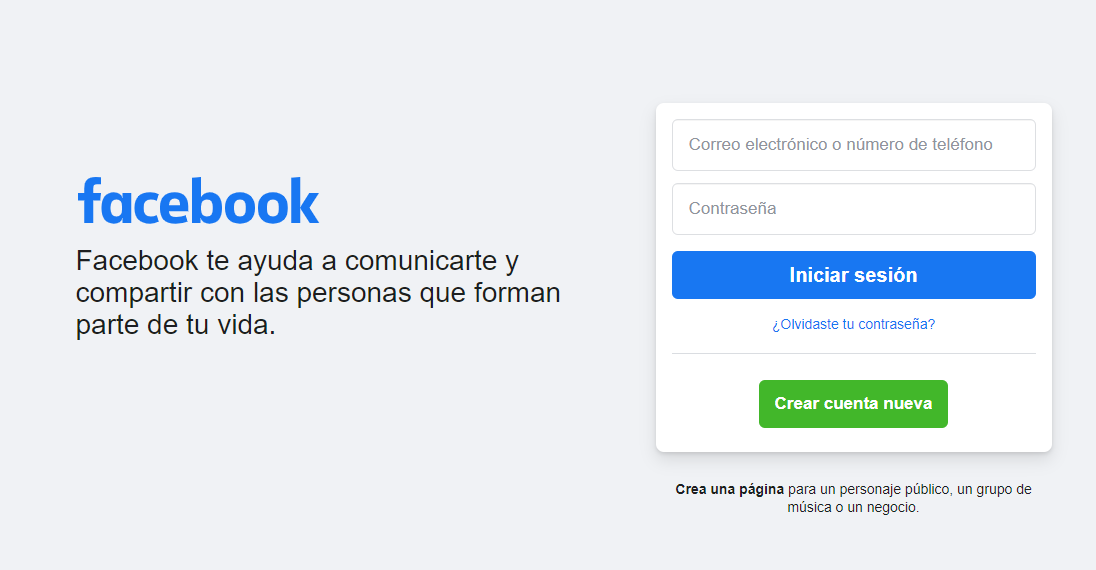 facebook
Facebook te ayuda a comunicarte y
compartir con las personas que forman
parte de tu vida.
Correo electrónico o número de teléfono
Contraseña
Iniciar sesión
¿Olvidaste tu contraseña?
Crear cuenta nueva
Crea una página para un personaje público, un grupo de
música o un negocio.